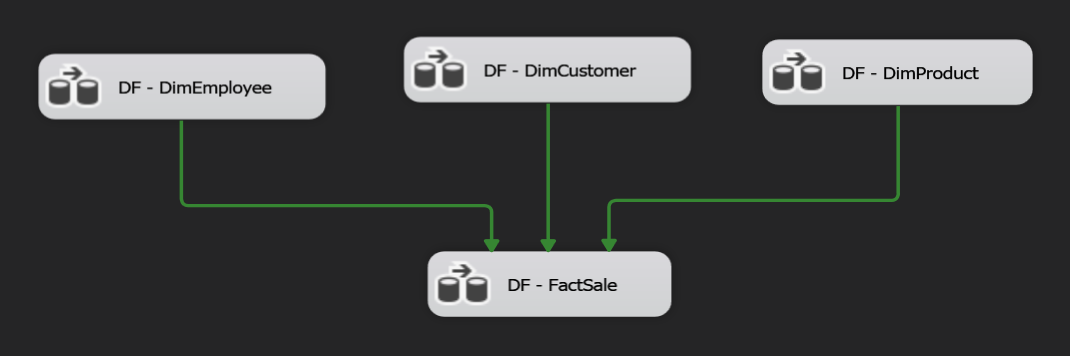 DF - DimEmployee
DF - DimCustomer
DF - DimProduct
DF - FactSale